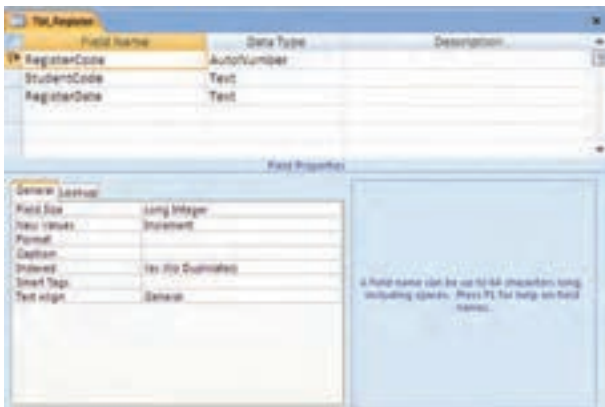 Tbl_Register
Field Name Data Type Description
RegisterCode AutoNumber
StudentCode Text
RegisterDate Text
Field Properties
General Lookup
Field Size Long Integer
New Values Increment
Format
Caption
Indexed Yes (No Duplicates)
Smart Tags
Text Align General
A field name can be up to 64 characters long,
including spaces. Press F1 for help on field
names.